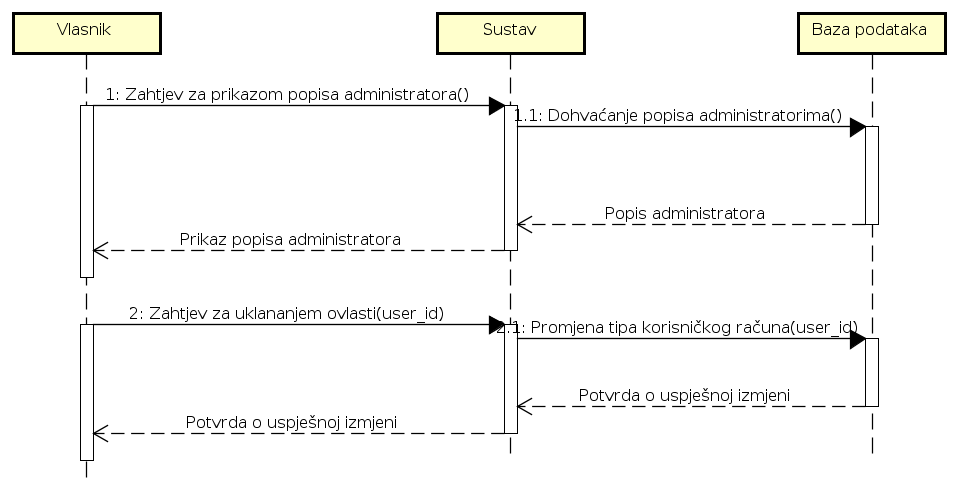 Vlasnik
Sustav
Baza podataka
1: Zahtjev za prikazom popisa administratora()
1.1: Dohvaćanje popisa administratorima()
Popis administratora
Prikaz popisa administratora
2: Zahtjev za uklananjem ovlasti(user_id)
2.1: Promjena tipa korisničkog računa(user_id)
Potvrda o uspješnoj izmjeni
Potvrda o uspješnoj izmjeni